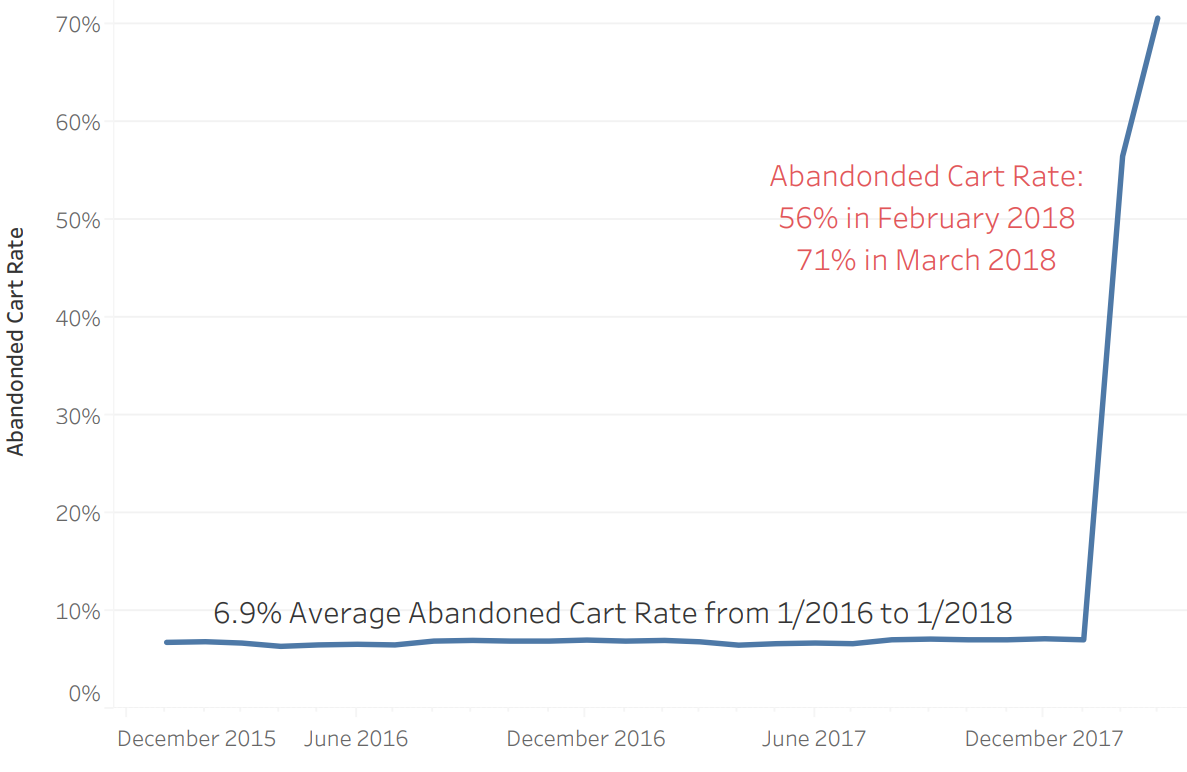 70%
60%
Abandonded Cart Rate:
56% in February 2018
50%
71% in March 2018
Abandonded Cart Rate
40%
30%
20%
10%
6.9% Average Abandoned Cart Rate from 1/2016 to 1/2018
0%
December 2015 June 2016 December 2016 June 2017 December 2017